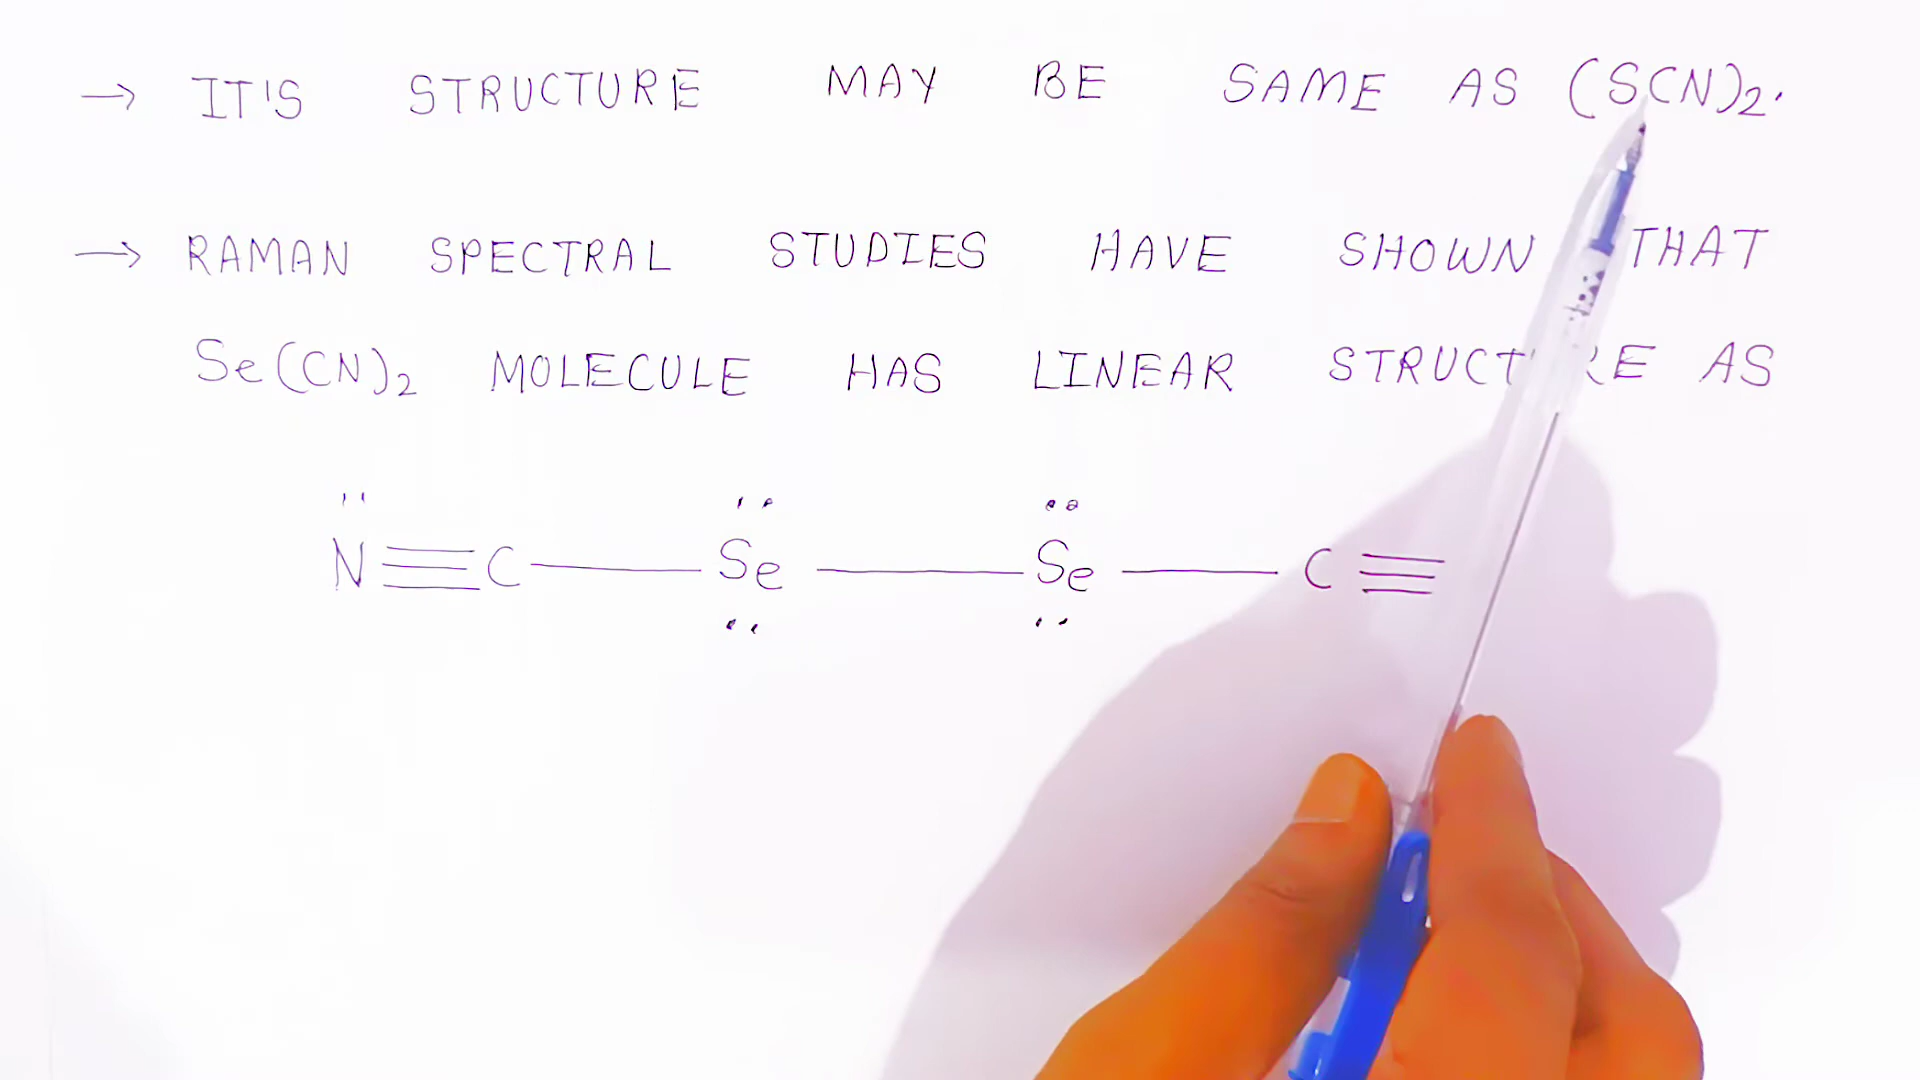 → IT'S STRUCTURE MAY BE SAME AS (SCN)₂.
→ RAMAN SPECTRAL STUDIES HAVE SHOWN THAT
Se(CN)₂ MOLECULE HAS LINEAR AS
N≡C—Se—Se—C≡